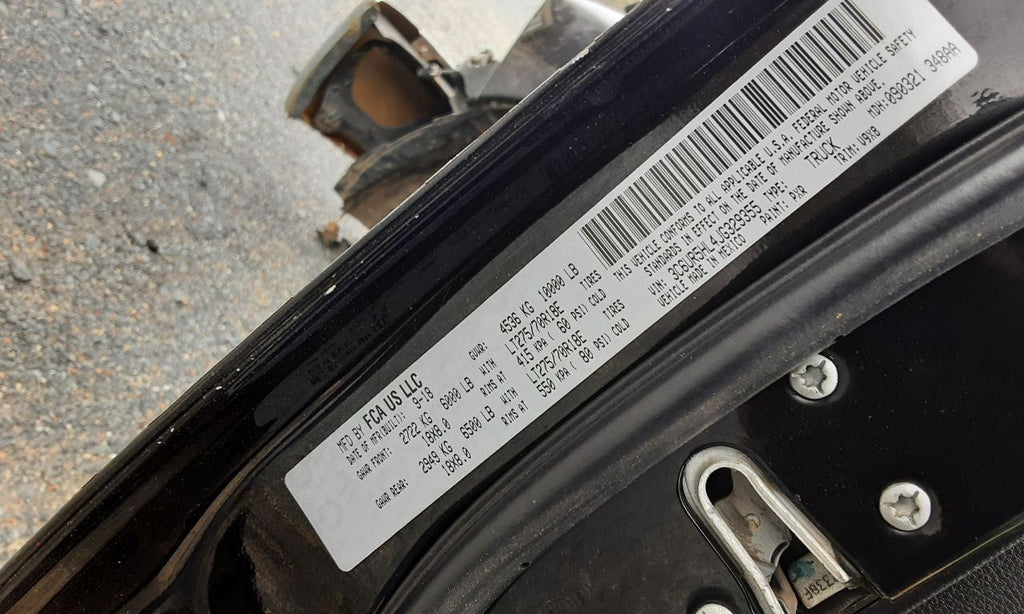 MFD BY FCA US LLC
DATE OF MFR(BUILT): 9-18 GVWR: 4536 KG 10000 LB
GAWR FRONT: 2722 KG 6000 LB WITH LT275/70R18E TIRES
18X8.0 RIMS AT 415 KPA( 60 PSI) COLD
GAWR REAR: 2949 KG 6500 LB WITH LT275/70R18E TIRES
18X8.0 RIMS AT 550 KPA( 80 PSI) COLD
THIS VEHICLE CONFORMS TO ALL APPLICABLE U.S.A. FEDERAL MOTOR VEHICLE SAFETY
STANDARDS IN EFFECT ON THE DATE OF MANUFACTURE SHOWN ABOVE.
VIN: 3C6UR5HL4JG329355 TYPE: TRUCK MDH:090321 348AA
VEHICLE MADE IN MEXICO PAINT: PXR TRIM: V9X8